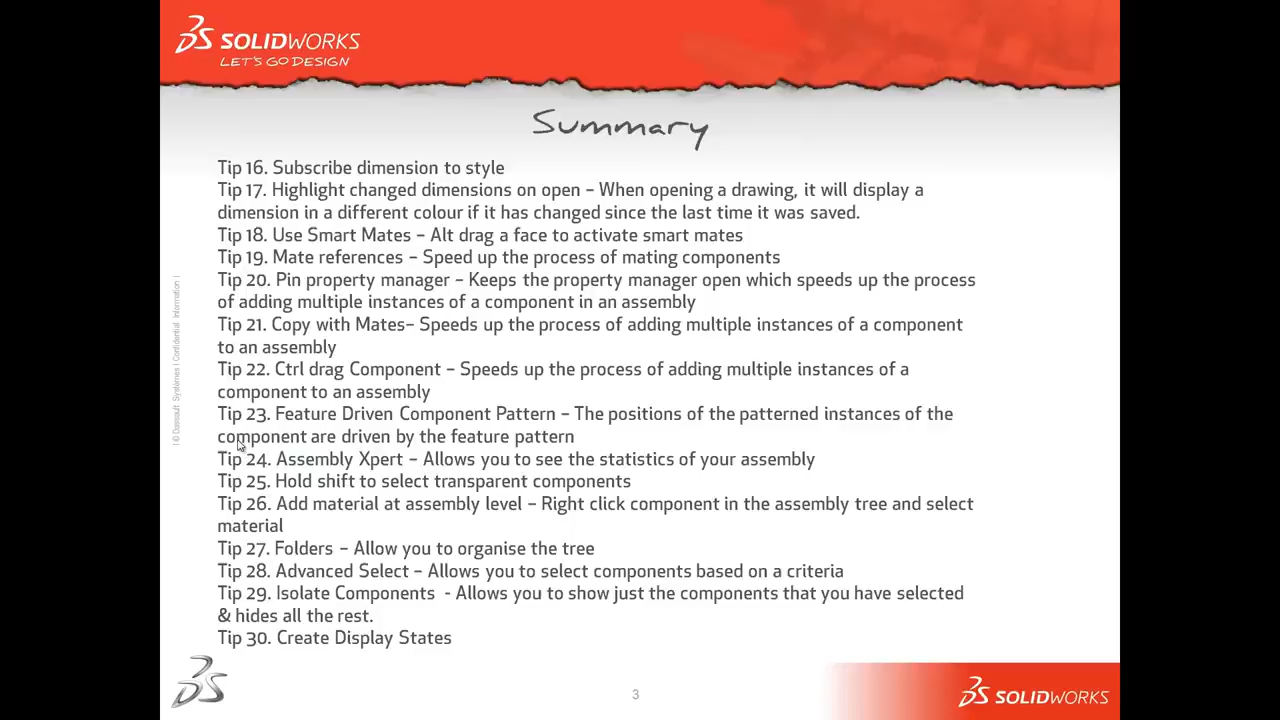 SOLIDWORKS
LET'S GO DESIGN
Summary
Tip 16. Subscribe dimension to style
Tip 17. Highlight changed dimensions on open – When opening a drawing, it will display a
dimension in a different colour if it has changed since the last time it was saved.
Tip 18. Use Smart Mates – Alt drag a face to activate smart mates
Tip 19. Mate references – Speed up the process of mating components
Tip 20. Pin property manager – Keeps the property manager open which speeds up the process
of adding multiple instances of a component in an assembly
Tip 21. Copy with Mates– Speeds up the process of adding multiple instances of a component
to an assembly
Tip 22. Ctrl drag Component – Speeds up the process of adding multiple instances of a
component to an assembly
Tip 23. Feature Driven Component Pattern – The positions of the patterned instances of the
component are driven by the feature pattern
Tip 24. Assembly Xpert – Allows you to see the statistics of your assembly
Tip 25. Hold shift to select transparent components
Tip 26. Add material at assembly level – Right click component in the assembly tree and select
material
Tip 27. Folders – Allow you to organise the tree
Tip 28. Advanced Select – Allows you to select components based on a criteria
Tip 29. Isolate Components - Allows you to show just the components that you have selected
& hides all the rest.
Tip 30. Create Display States
| © Dassault Systèmes | Confidential Information |
3
SOLIDWORKS